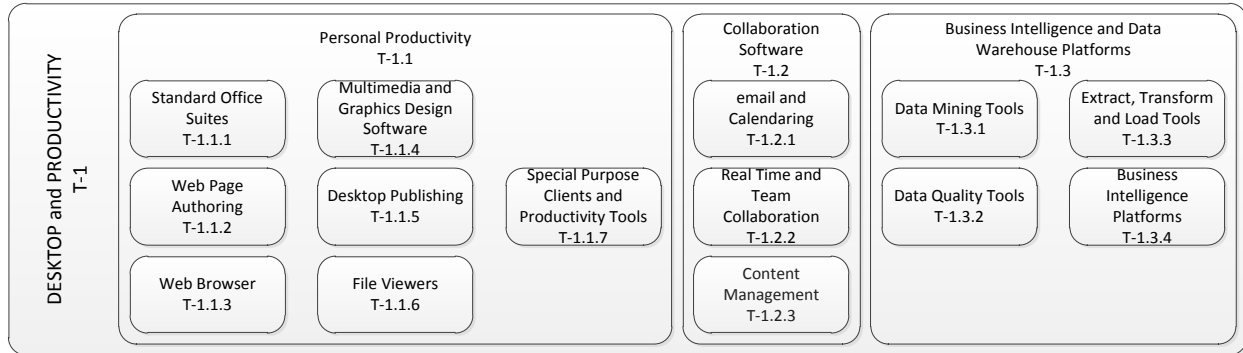 DESKTOP and PRODUCTIVITY
T-1
Personal Productivity
T-1.1
Standard Office
Suites
T-1.1.1
Web Page
Authoring
T-1.1.2
Web Browser
T-1.1.3
Multimedia and
Graphics Design
Software
T-1.1.4
Desktop Publishing
T-1.1.5
File Viewers
T-1.1.6
Special Purpose
Clients and
Productivity Tools
T-1.1.7
Collaboration
Software
T-1.2
email and
Calendaring
T-1.2.1
Real Time and
Team
Collaboration
T-1.2.2
Content
Management
T-1.2.3
Business Intelligence and Data
Warehouse Platforms
T-1.3
Data Mining Tools
T-1.3.1
Data Quality Tools
T-1.3.2
Extract, Transform
and Load Tools
T-1.3.3
Business
Intelligence
Platforms
T-1.3.4